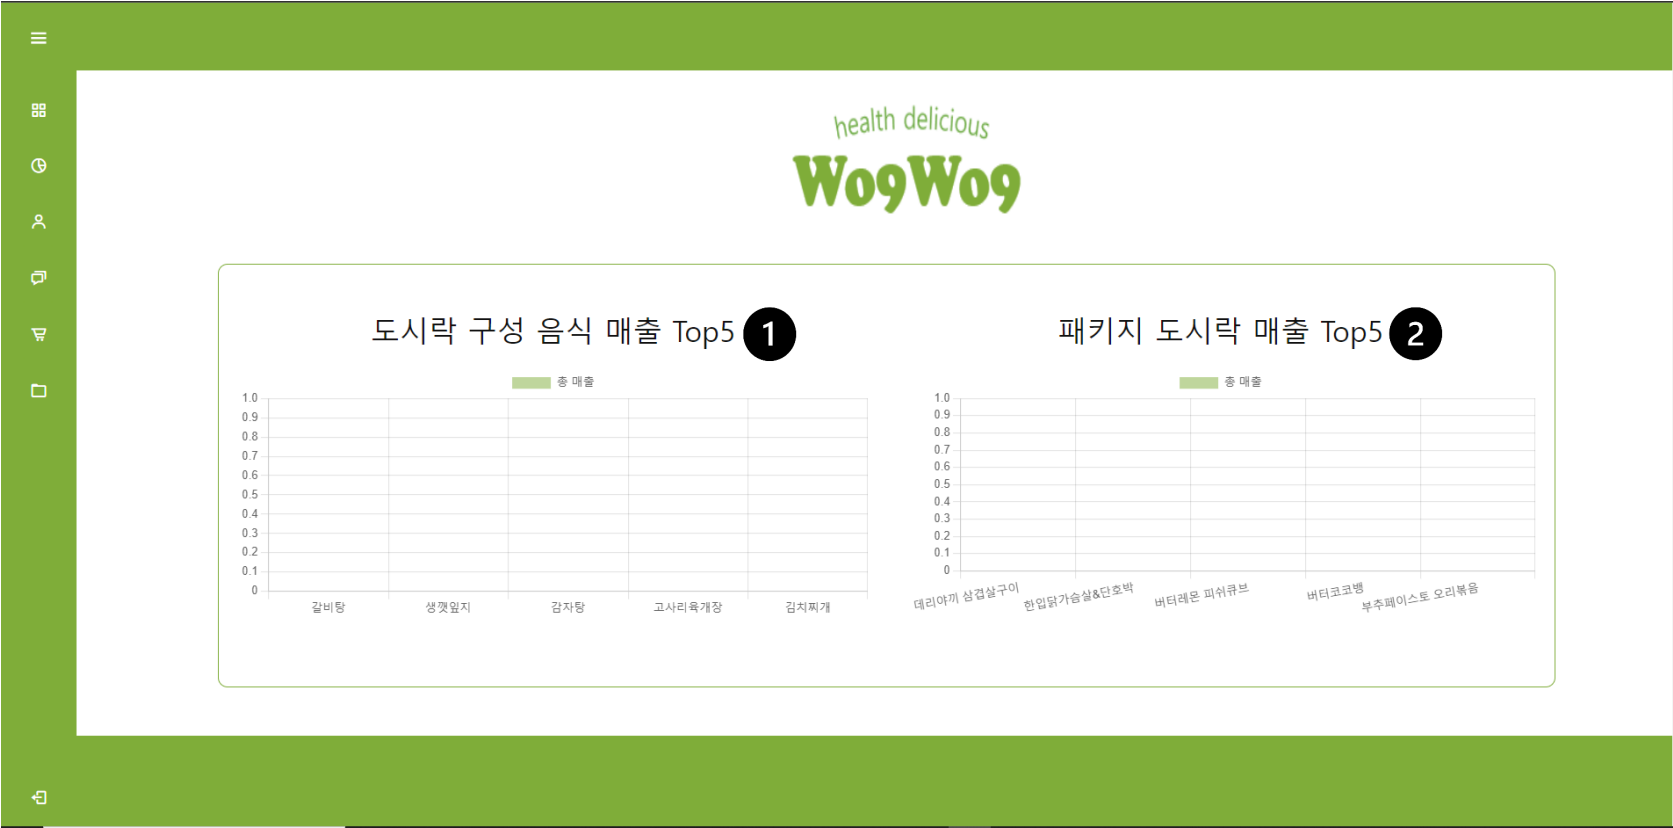 health delicious
Wo9Wo9
도시락 구성 음식 매출 Top5 1
총 매출
1.0
0.9
0.8
0.7
0.6
0.5
0.4
0.3
0.2
0.1
0
갈비탕 생깻잎지 감자탕 고사리육개장 김치찌개
패키지 도시락 매출 Top5 2
총 매출
1.0
0.9
0.8
0.7
0.6
0.5
0.4
0.3
0.2
0.1
0
데리야끼 삼겹살구이 한입닭가슴살&단호박 버터레몬 피쉬큐브 버터코코뱅 부추페이스토 오리볶음